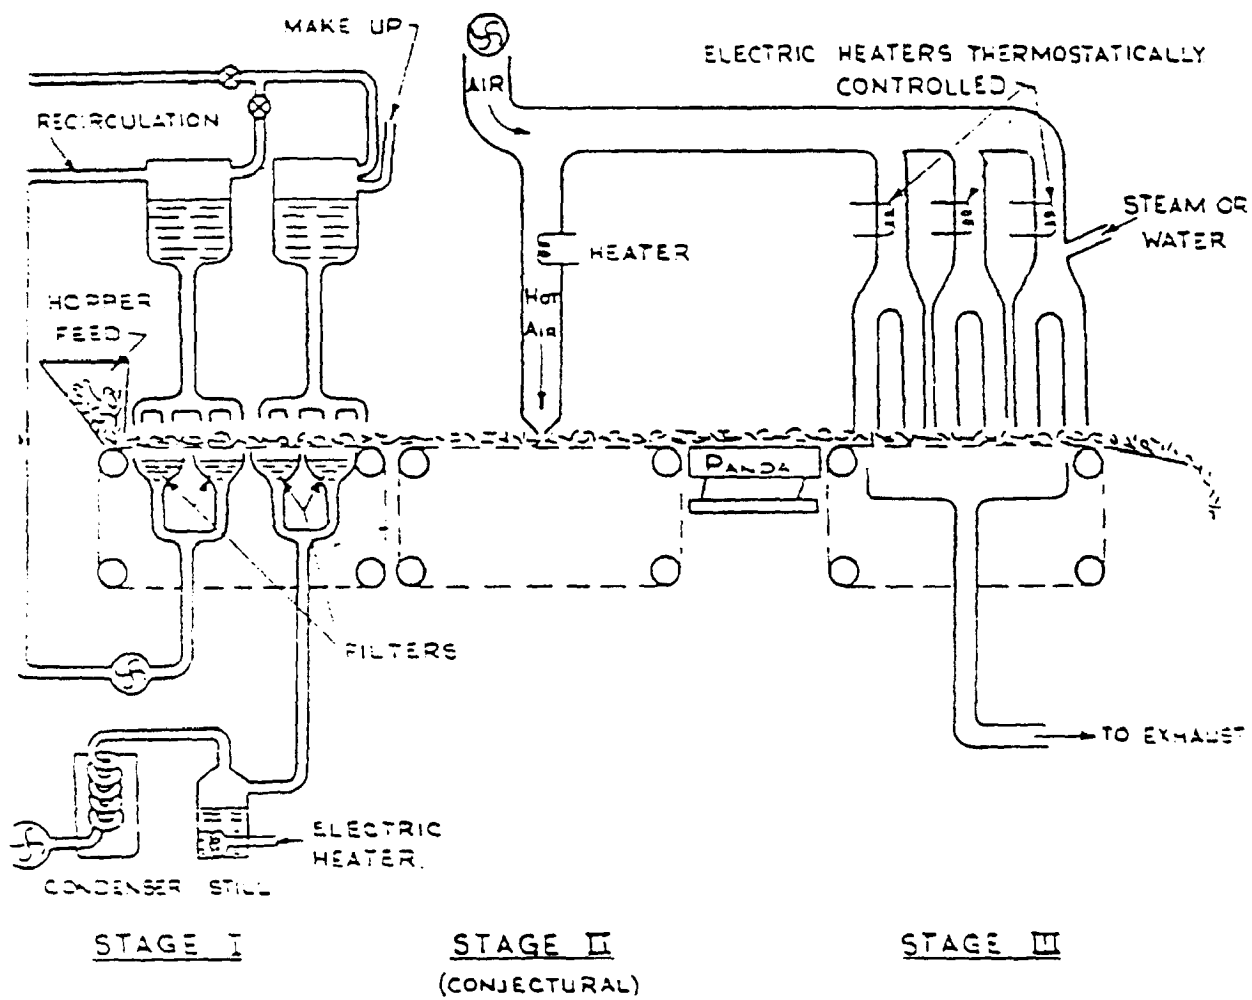 MAKE UP
ELECTRIC HEATERS THERMOSTATICALLY
CONTROLLED
AIR
RECIRCULATION
STEAM OR
WATER
HEATER
HOPPER
FEED
HOT
AIR
PANDA
FILTERS
TO EXHAUST
ELECTRIC
HEATER.
CONDENSER STILL
STAGE I
STAGE II
STAGE III
(CONJECTURAL)